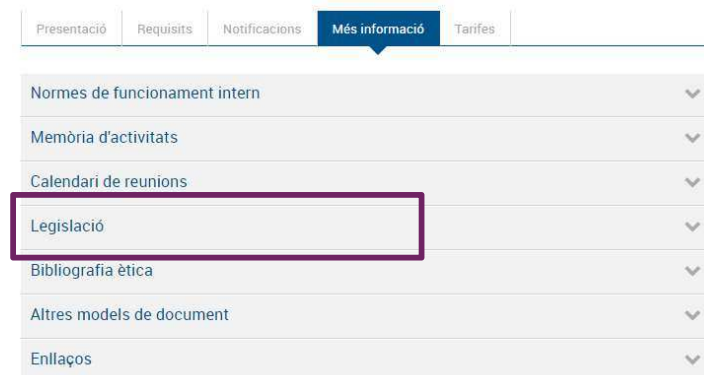 Presentació Requisits Notificacions Més informació Tarifes
Normes de funcionament intern
Memòria d'activitats
Calendari de reunions
Legislació
Bibliografia ètica
Altres models de document
Enllaços